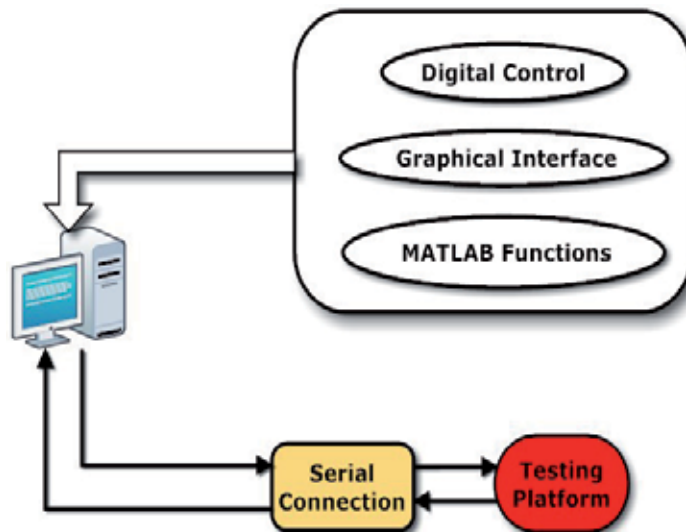 Digital Control
Graphical Interface
MATLAB Functions
Serial
Connection
Testing
Platform